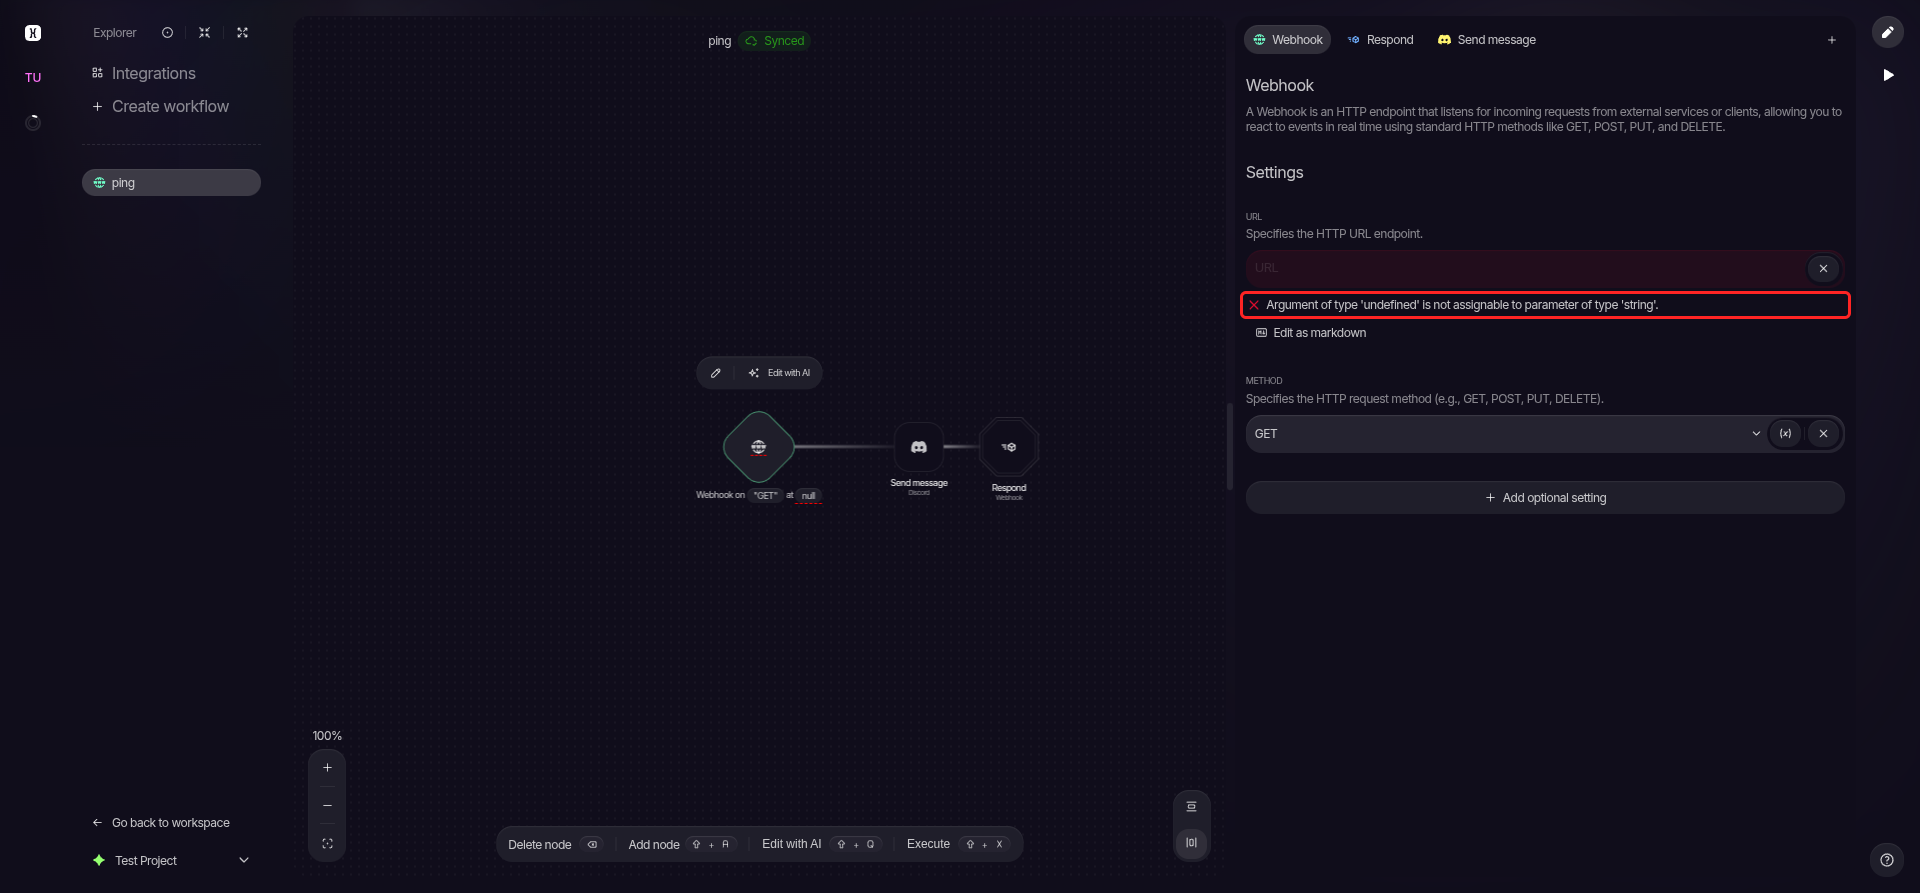 Explorer
TU
Integrations
Create workflow
ping
Go back to workspace
Test Project
ping Synced
Edit with AI
Webhook on "GET" at null
Send message
Discord
Respond
Webhook
100%
Delete node
Add node ⇧ + A
Edit with AI ⇧ + Q
Execute ⇧ + X
Webhook Respond Send message
Webhook
A Webhook is an HTTP endpoint that listens for incoming requests from external services or clients, allowing you to
react to events in real time using standard HTTP methods like GET, POST, PUT, and DELETE.
Settings
URL
Specifies the HTTP URL endpoint.
URL
Argument of type 'undefined' is not assignable to parameter of type 'string'.
Edit as markdown
METHOD
Specifies the HTTP request method (e.g., GET, POST, PUT, DELETE).
GET (x)
Add optional setting